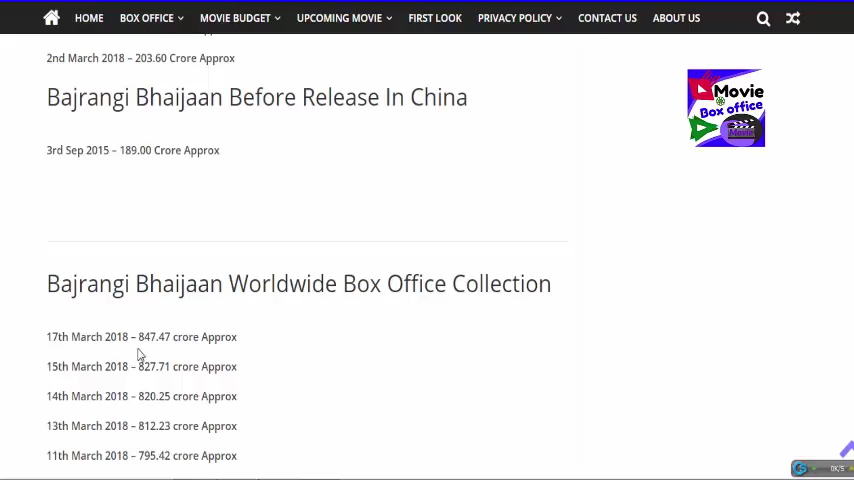 HOME BOX OFFICE MOVIE BUDGET UPCOMING MOVIE FIRST LOOK PRIVACY POLICY CONTACT US ABOUT US
2nd March 2018 – 203.60 Crore Approx
Bajrangi Bhaijaan Before Release In China
Movie
Box office
Movie
3rd Sep 2015 – 189.00 Crore Approx
Bajrangi Bhaijaan Worldwide Box Office Collection
17th March 2018 – 847.47 crore Approx
15th March 2018 – 827.71 crore Approx
14th March 2018 – 820.25 crore Approx
13th March 2018 – 812.23 crore Approx
11th March 2018 – 795.42 crore Approx
0K/S